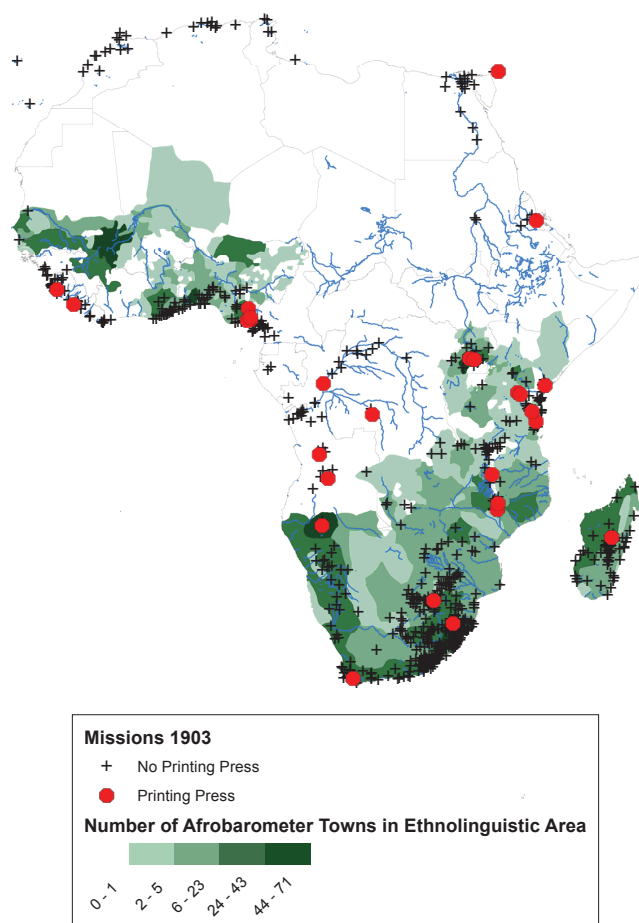 Missions 1903
No Printing Press
Printing Press
Number of Afrobarometer Towns in Ethnolinguistic Area
0 - 1
2 - 5
6 - 23
24 - 43
44 - 71